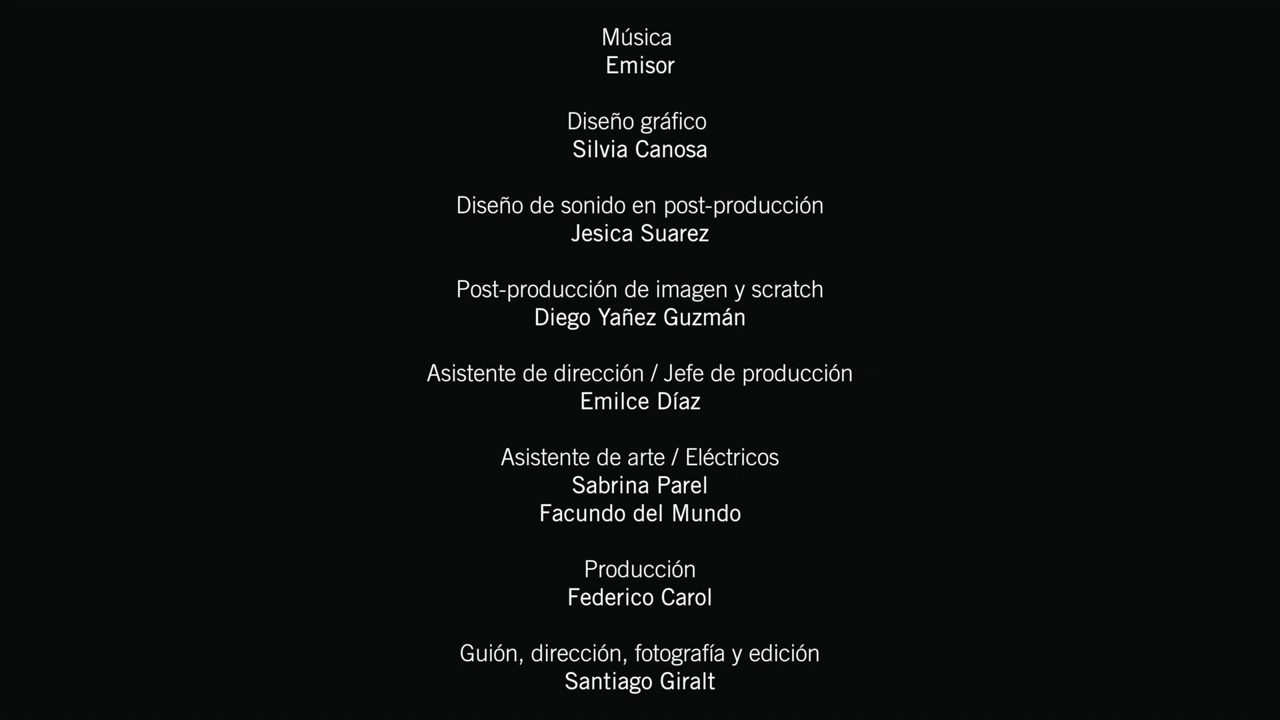 Música
Emisor
Diseño gráfico
Silvia Canosa
Diseño de sonido en post-producción
Jesica Suarez
Post-producción de imagen y scratch
Diego Yañez Guzmán
Asistente de dirección / Jefe de producción
Emilce Díaz
Asistente de arte / Eléctricos
Sabrina Parel
Facundo del Mundo
Producción
Federico Carol
Guión, dirección, fotografía y edición
Santiago Giralt